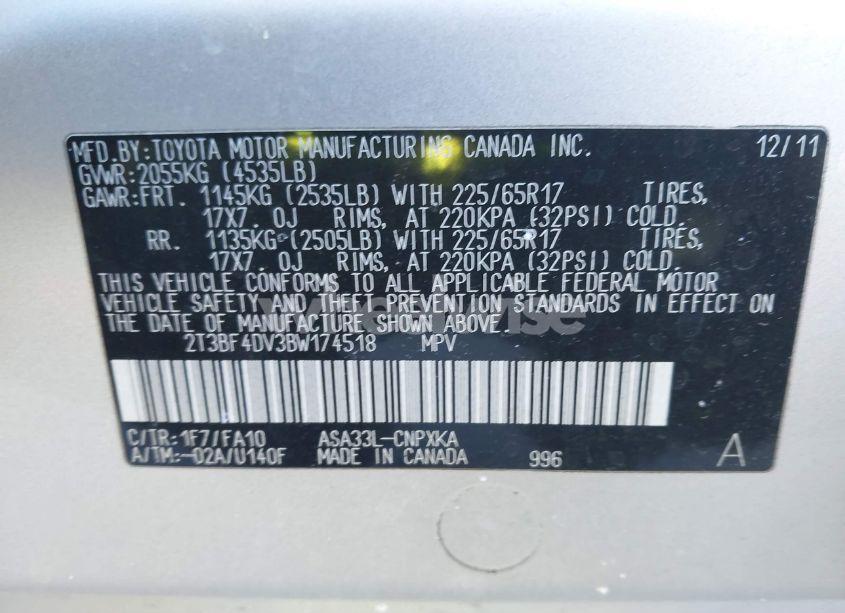 MFD.BY:TOYOTA MOTOR MANUFACTURING CANADA INC. 12/11
GVWR:2055KG (4535LB)
GAWR:FRT. 1145KG (2535LB) WITH 225/65R17 TIRES,
17X7.0J RIMS, AT 220KPA (32PSI) COLD.
RR. 1135KG (2505LB) WITH 225/65R17 TIRES,
17X7.0J RIMS, AT 220KPA (32PSI) COLD.
THIS VEHICLE CONFORMS TO ALL APPLICABLE FEDERAL MOTOR
VEHICLE SAFETY AND THEFT PREVENTION STANDARDS IN EFFECT ON
THE DATE OF MANUFACTURE SHOWN ABOVE.
2T3BF4DV3BW174518 MPV
C/TR:1F7/FA10 ASA33L-CNPXKA
A/TM:-02A/U140F MADE IN CANADA 996 A